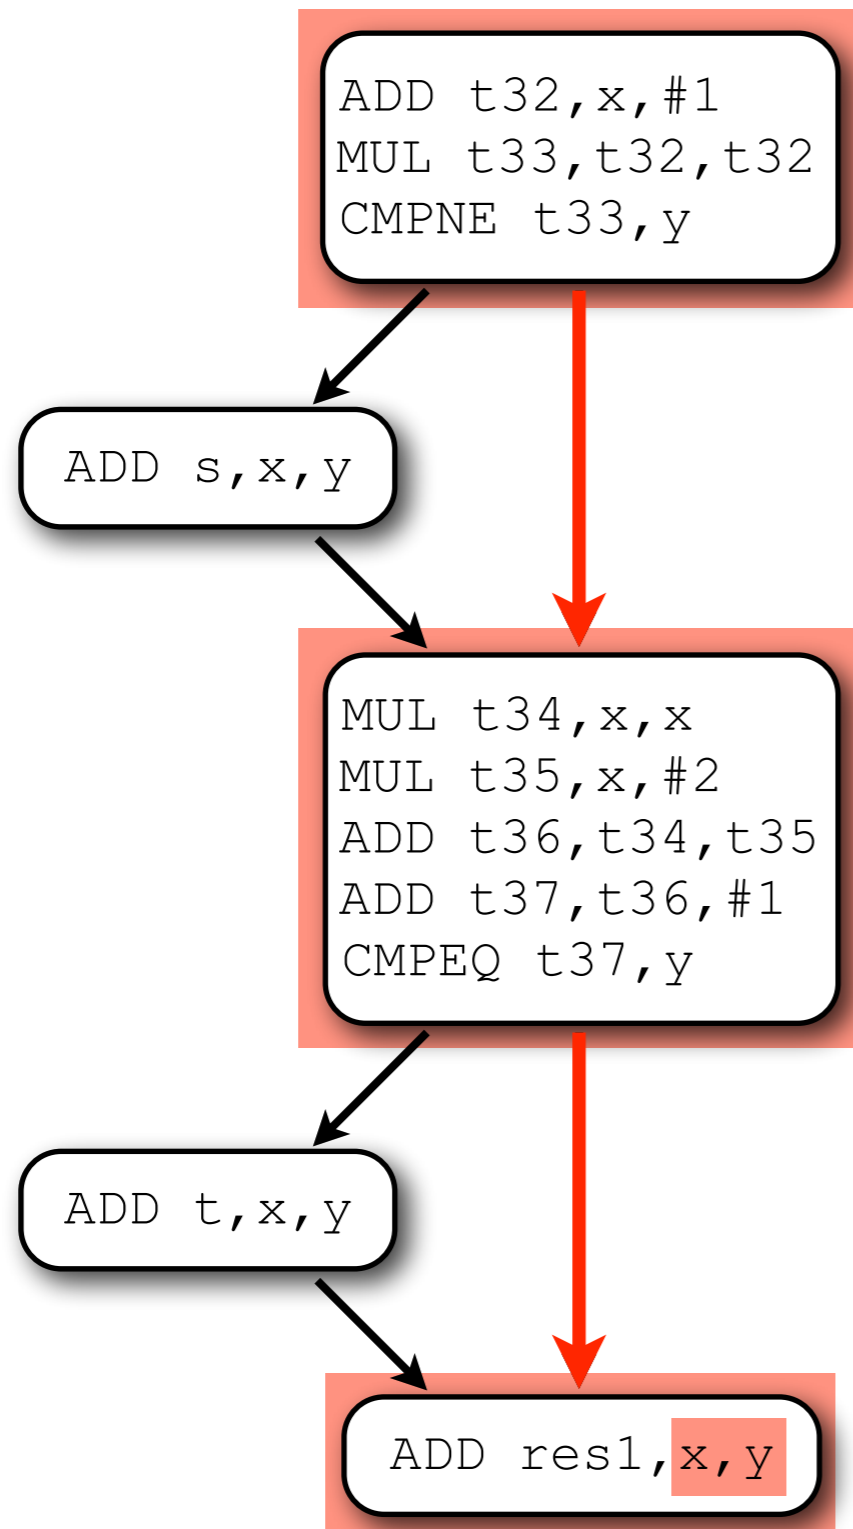 ADD t32,x,#1
MUL t33,t32,t32
CMPNE t33,y
ADD s,x,y
MUL t34,x,x
MUL t35,x,#2
ADD t36,t34,t35
ADD t37,t36,#1
CMPEQ t37,y
ADD t,x,y
ADD res1,x,y